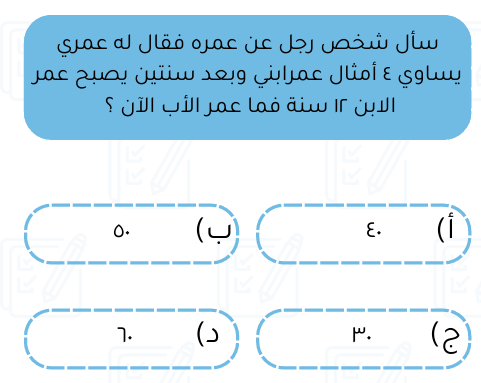 سأل شخص رجل عن عمره فقال له عمري
يساوي ٤ أمثال عمرابني وبعد سنتين يصبح عمر
الابن ١٢ سنة فما عمر الأب الآن ؟
أ) ٤٠
ب) ٥٠
ج) ٣٠
د) ٦٠